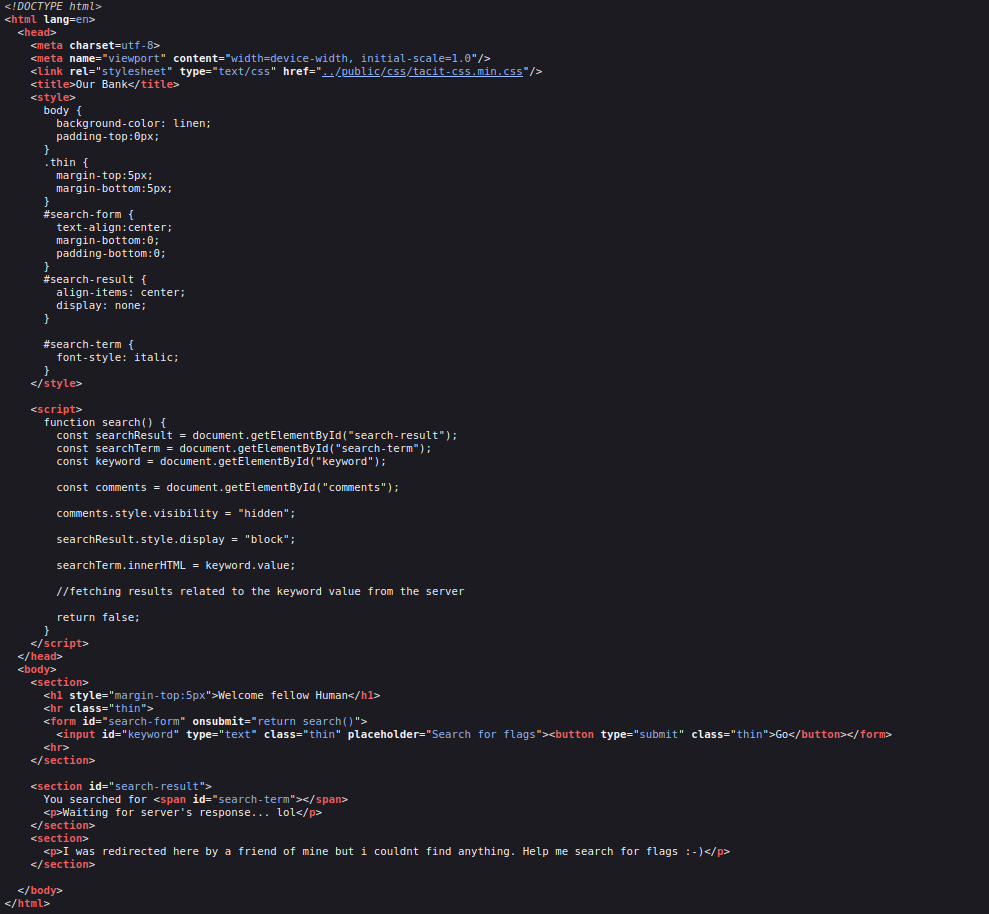 <!DOCTYPE html>
<html lang=en>
  <head>
    <meta charset=utf-8>
    <meta name="viewport" content="width=device-width, initial-scale=1.0"/>
    <link rel="stylesheet" type="text/css" href="../public/css/tacit-css.min.css"/>
    <title>Our Bank</title>
    <style>
      body {
        background-color: linen;
        padding-top:0px;
      }
      .thin {
        margin-top:5px;
        margin-bottom:5px;
      }
      #search-form {
        text-align:center;
        margin-bottom:0;
        padding-bottom:0;
      }
      #search-result {
        align-items: center;
        display: none;
      }

      #search-term {
        font-style: italic;
      }
    </style>

    <script>
      function search() {
        const searchResult = document.getElementById("search-result");
        const searchTerm = document.getElementById("search-term");
        const keyword = document.getElementById("keyword");

        const comments = document.getElementById("comments");

        comments.style.visibility = "hidden";

        searchResult.style.display = "block";

        searchTerm.innerHTML = keyword.value;

        //fetching results related to the keyword value from the server

        return false;
      }
    </script>
  </head>
  <body>
    <section>
      <h1 style="margin-top:5px">Welcome fellow Human</h1>
      <hr class="thin">
      <form id="search-form" onsubmit="return search()">
        <input id="keyword" type="text" class="thin" placeholder="Search for flags"><button type="submit" class="thin">Go</button></form>
      <hr>
    </section>

    <section id="search-result">
      You searched for <span id="search-term"></span>
      <p>Waiting for server's response... lol</p>
    </section>
    <section>
      <p>I was redirected here by a friend of mine but i couldnt find anything. Help me search for flags :-)</p>
    </section>

  </body>
</html>